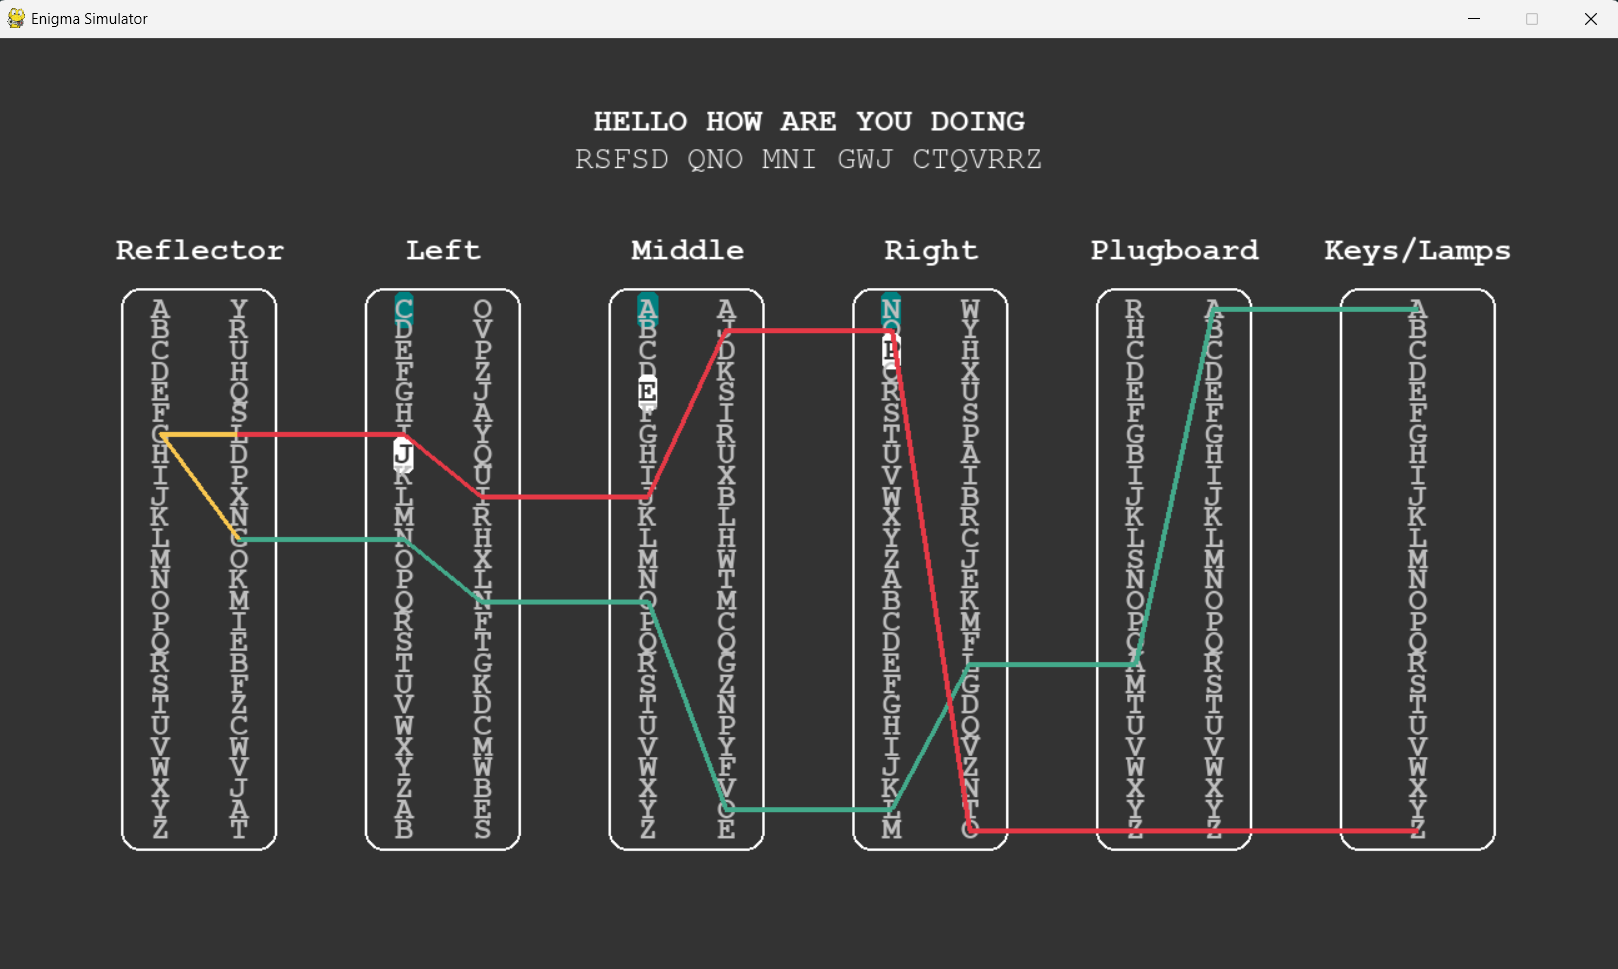 Enigma Simulator
HELLO HOW ARE YOU DOING
RSFSD QNO MNI GWJ CTQVRRZ
Reflector Left Middle Right Plugboard Keys/Lamps
A Y C O A A N W R A A
B R D V B J O Y H B B
C U E P C D P H C C C
D H F Z D K Q X D D D
E Q G J E S R U E E E
F S H A F I S S F F F
G L I Y G R T P G G G
H D J Q H U U A B H H
I P K U I X V I I I I
J X L I J B W B J J J
K N M R K L X R K K K
L G N H L H Y C L L L
M O O X M W Z J S M M
N K P L N T A E N N N
O M Q N O M B K O O O
P I R F P C C M P P P
Q E S T Q Q D F Q Q Q
R B T G R G E L A R R
S F U K S Z F G M S S
T Z V D T N G D T T T
U C W C U P H Q U U U
V W X M V Y I V V V V
W V Y W W F J Z W W W
X J Z B X V K N X X X
Y A A E Y O L T Y Y Y
Z T B S Z E M O Z Z Z